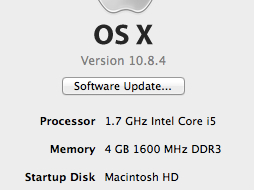 OS X
Version 10.8.4
Software Update...
Processor 1.7 GHz Intel Core i5
Memory 4 GB 1600 MHz DDR3
Startup Disk Macintosh HD